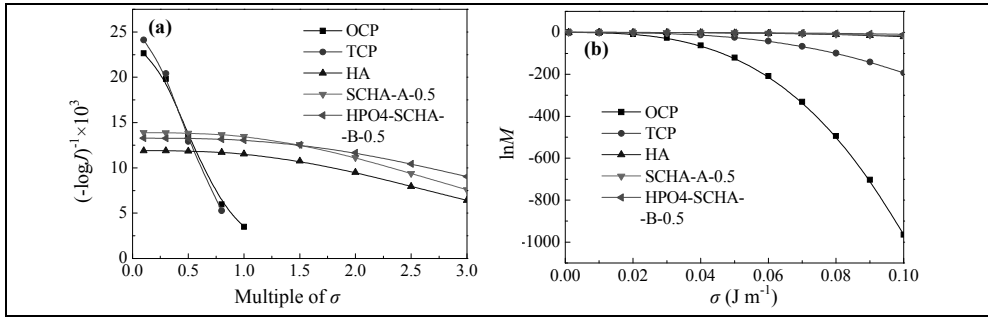 (a)
OCP
TCP
HA
SCHA-A-0.5
HPO4-SCHA-
-B-0.5
25
20
15
10
5
0
(-logJ)⁻¹×10³
0.0 0.5 1.0 1.5 2.0 2.5 3.0
Multiple of σ
(b)
OCP
TCP
HA
SCHA-A-0.5
HPO4-SCHA-
-B-0.5
0
-200
-400
-600
-800
-1000
lnM
0.00 0.02 0.04 0.06 0.08 0.10
σ (J m⁻¹)